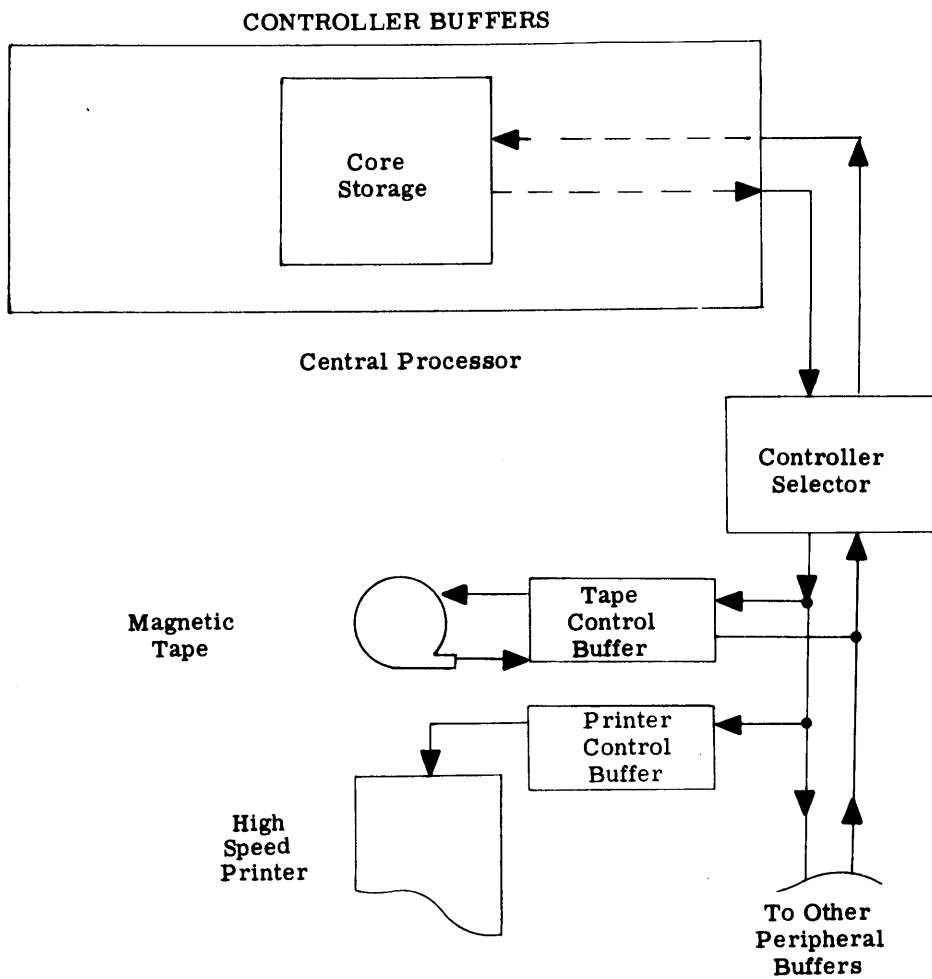 CONTROLLER BUFFERS
Core
Storage
Central Processor
Controller
Selector
Magnetic
Tape
Tape
Control
Buffer
Printer
Control
Buffer
High
Speed
Printer
To Other
Peripheral
Buffers